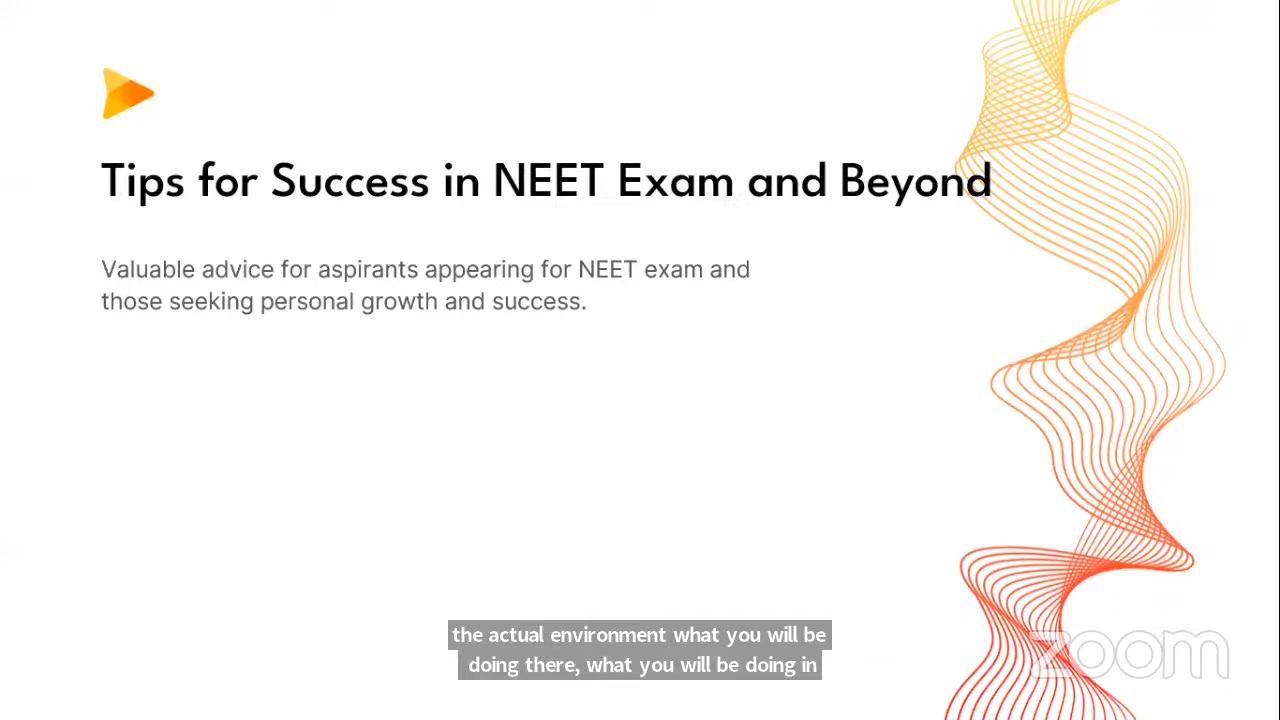 Tips for Success in NEET Exam and Beyond
Valuable advice for aspirants appearing for NEET exam and
those seeking personal growth and success.
the actual environment what you will be
doing there, what you will be doing in
zoom